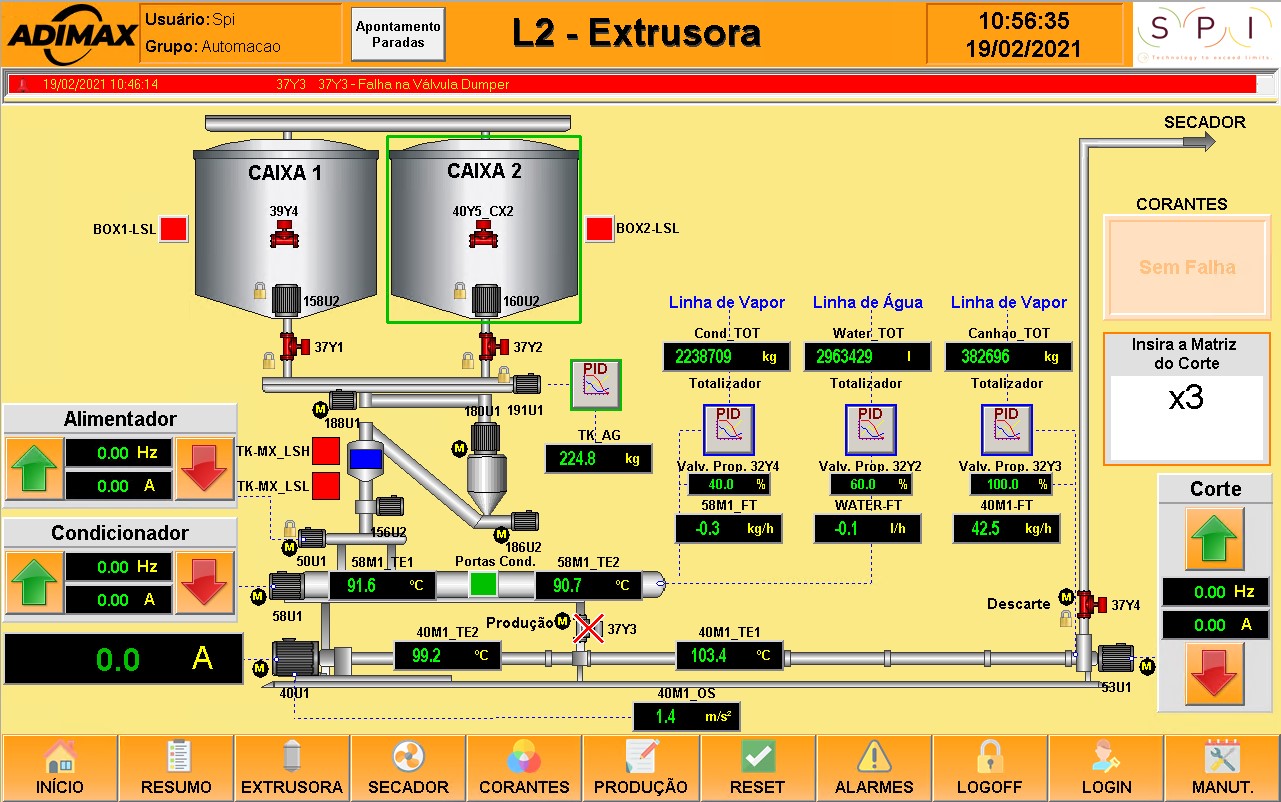 ADIMAX
Usuário: Spi
Grupo: Automacao
Apontamento
Paradas
L2 - Extrusora
10:56:35
19/02/2021
SPI
Technology to exceed limits.
19/02/2021 10:46:14 37Y3 37Y3 - Falha na Válvula Dumper
SECADOR
CAIXA 1
CAIXA 2
CORANTES
39Y4
40Y5_CX2
BOX1-LSL
BOX2-LSL
Sem Falha
158U2
160U2
Linha de Vapor
Linha de Água
Linha de Vapor
Cond_TOT
Water_TOT
Canhao_TOT
37Y1
37Y2
2238709 kg
2963429 l
382696 kg
Insira a Matriz
do Corte
x3
Totalizador
Totalizador
Totalizador
PID
191U1
180U1
188U1
Alimentador
PID
PID
PID
TK_AG
224.8 kg
0.00 Hz
0.00 A
TK-MX_LSH
TK-MX_LSL
Valv. Prop. 32Y4
Valv. Prop. 32Y2
Valv. Prop. 32Y3
40.0 %
60.0 %
100.0 %
58M1_FT
WATER-FT
40M1-FT
-0.3 kg/h
-0.1 l/h
42.5 kg/h
Corte
M
M
Condicionador
156U2
186U2
M
M
50U1
58M1_TE1
Portas Cond.
58M1_TE2
0.00 Hz
0.00 A
91.6 °C
90.7 °C
M
58U1
0.00 Hz
0.00 A
Descarte
M
37Y4
Produção
M
37Y3
0.0 A
40M1_TE2
40M1_TE1
99.2 °C
103.4 °C
M
40U1
M
53U1
40M1_OS
1.4 m/s²
INÍCIO
RESUMO
EXTRUSORA
SECADOR
CORANTES
PRODUÇÃO
RESET
ALARMES
LOGOFF
LOGIN
MANUT.